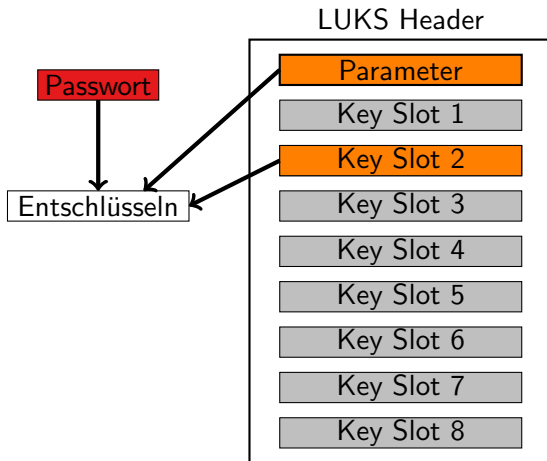 LUKS Header
Parameter
Passwort
Key Slot 1
Key Slot 2
Entschlüsseln
Key Slot 3
Key Slot 4
Key Slot 5
Key Slot 6
Key Slot 7
Key Slot 8